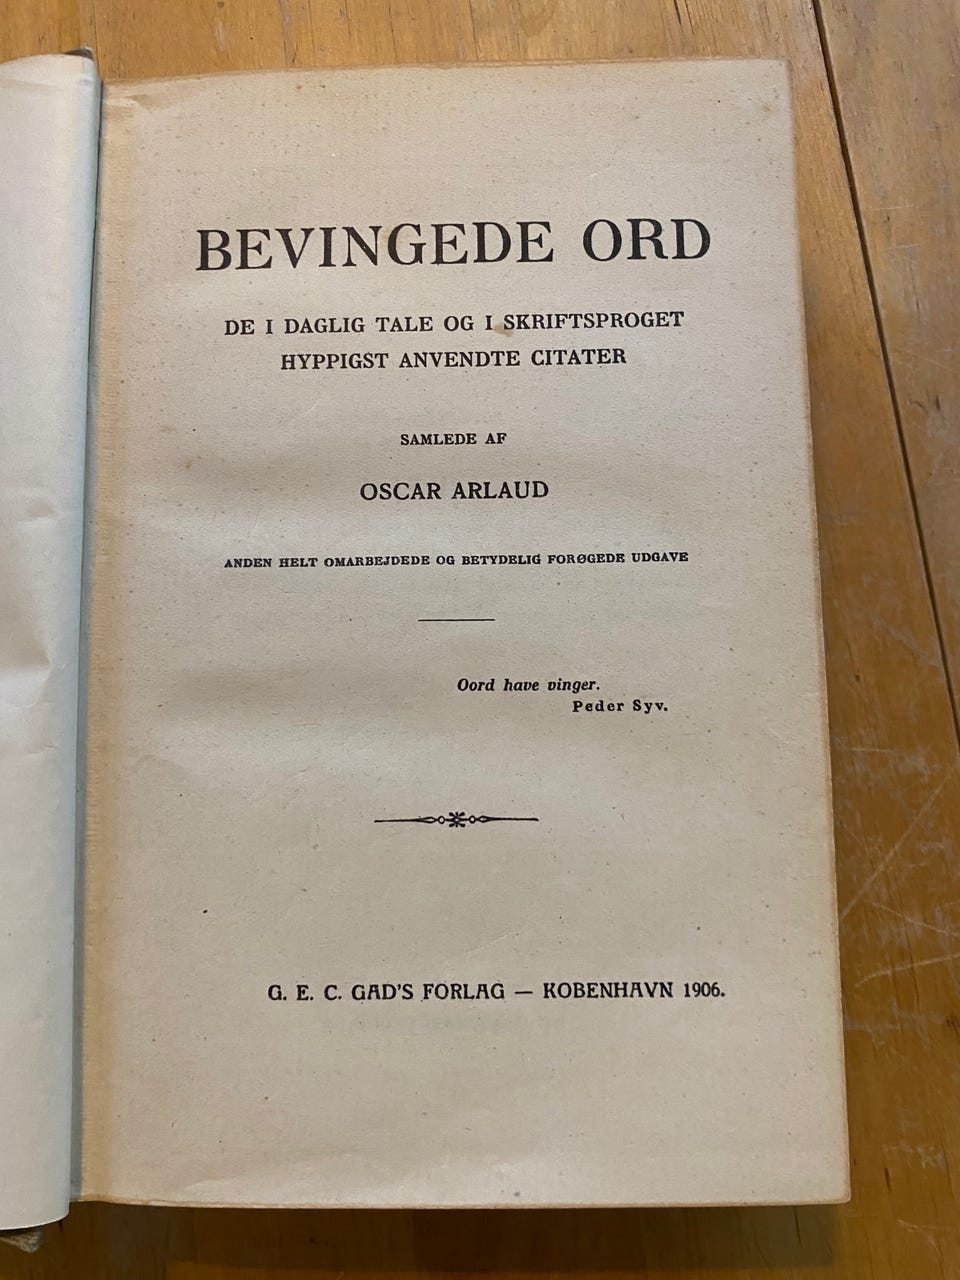 BEVINGEDE ORD
DE I DAGLIG TALE OG I SKRIFTSPROGET
HYPPIGST ANVENDTE CITATER
SAMLEDE AF
OSCAR ARLAUD
ANDEN HELT OMARBEJDEDE OG BETYDELIG FORØGEDE UDGAVE
Oord have vinger.
Peder Syv.
G. E. C. GAD'S FORLAG — KOBENHAVN 1906.